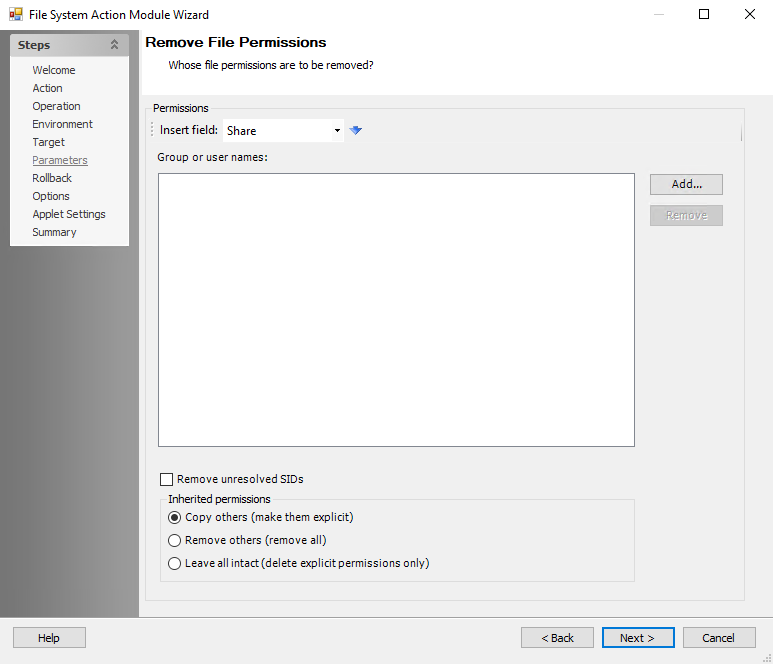 File System Action Module Wizard
Steps
Welcome
Action
Operation
Environment
Target
Parameters
Rollback
Options
Applet Settings
Summary
Remove File Permissions
Whose file permissions are to be removed?
Permissions
Insert field: Share
Group or user names:
Add...
Remove
Remove unresolved SIDs
Inherited permissions
Copy others (make them explicit)
Remove others (remove all)
Leave all intact (delete explicit permissions only)
Help
< Back
Next >
Cancel